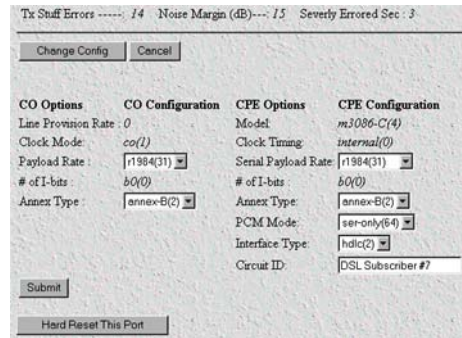 Tx Stuff Errors -----: 14 Noise Margin (dB)---: 15 Severly Errored Sec : 3
Change Config Cancel
CO Options CO Configuration CPE Options CPE Configuration
Line Provision Rate : 0 Model: m3086-C(4)
Clock Mode: co(1) Clock Timing: internal(0)
Payload Rate : r1984(31) Serial Payload Rate: r1984(31)
# of I-bits : b0(0) # of I-bits : b0(0)
Annex Type : annex-B(2) Annex Type: annex-B(2)
PCM Mode: ser-only(64)
Interface Type: hdlc(2)
Circuit ID: DSL Subscriber #7
Submit
Hard Reset This Port